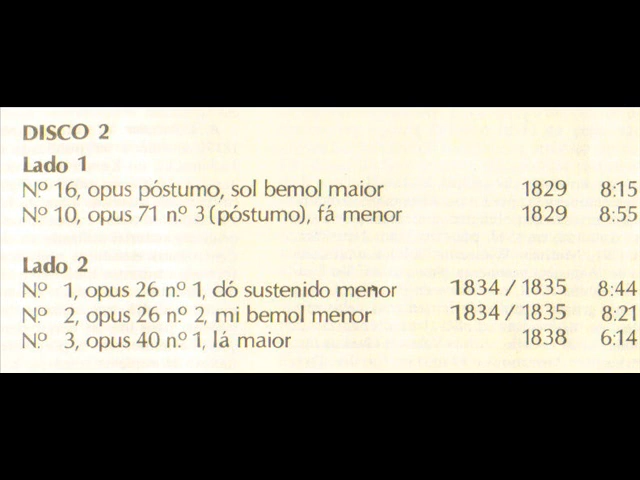 DISCO 2
Lado 1
Nº 16, opus póstumo, sol bemol maior 1829 8:15
Nº 10, opus 71 nº 3 (póstumo), fá menor 1829 8:55
Lado 2
Nº 1, opus 26 nº 1, dó sustenido menor 1834 / 1835 8:44
Nº 2, opus 26 nº 2, mi bemol menor 1834 / 1835 8:21
Nº 3, opus 40 nº 1, lá maior 1838 6:14